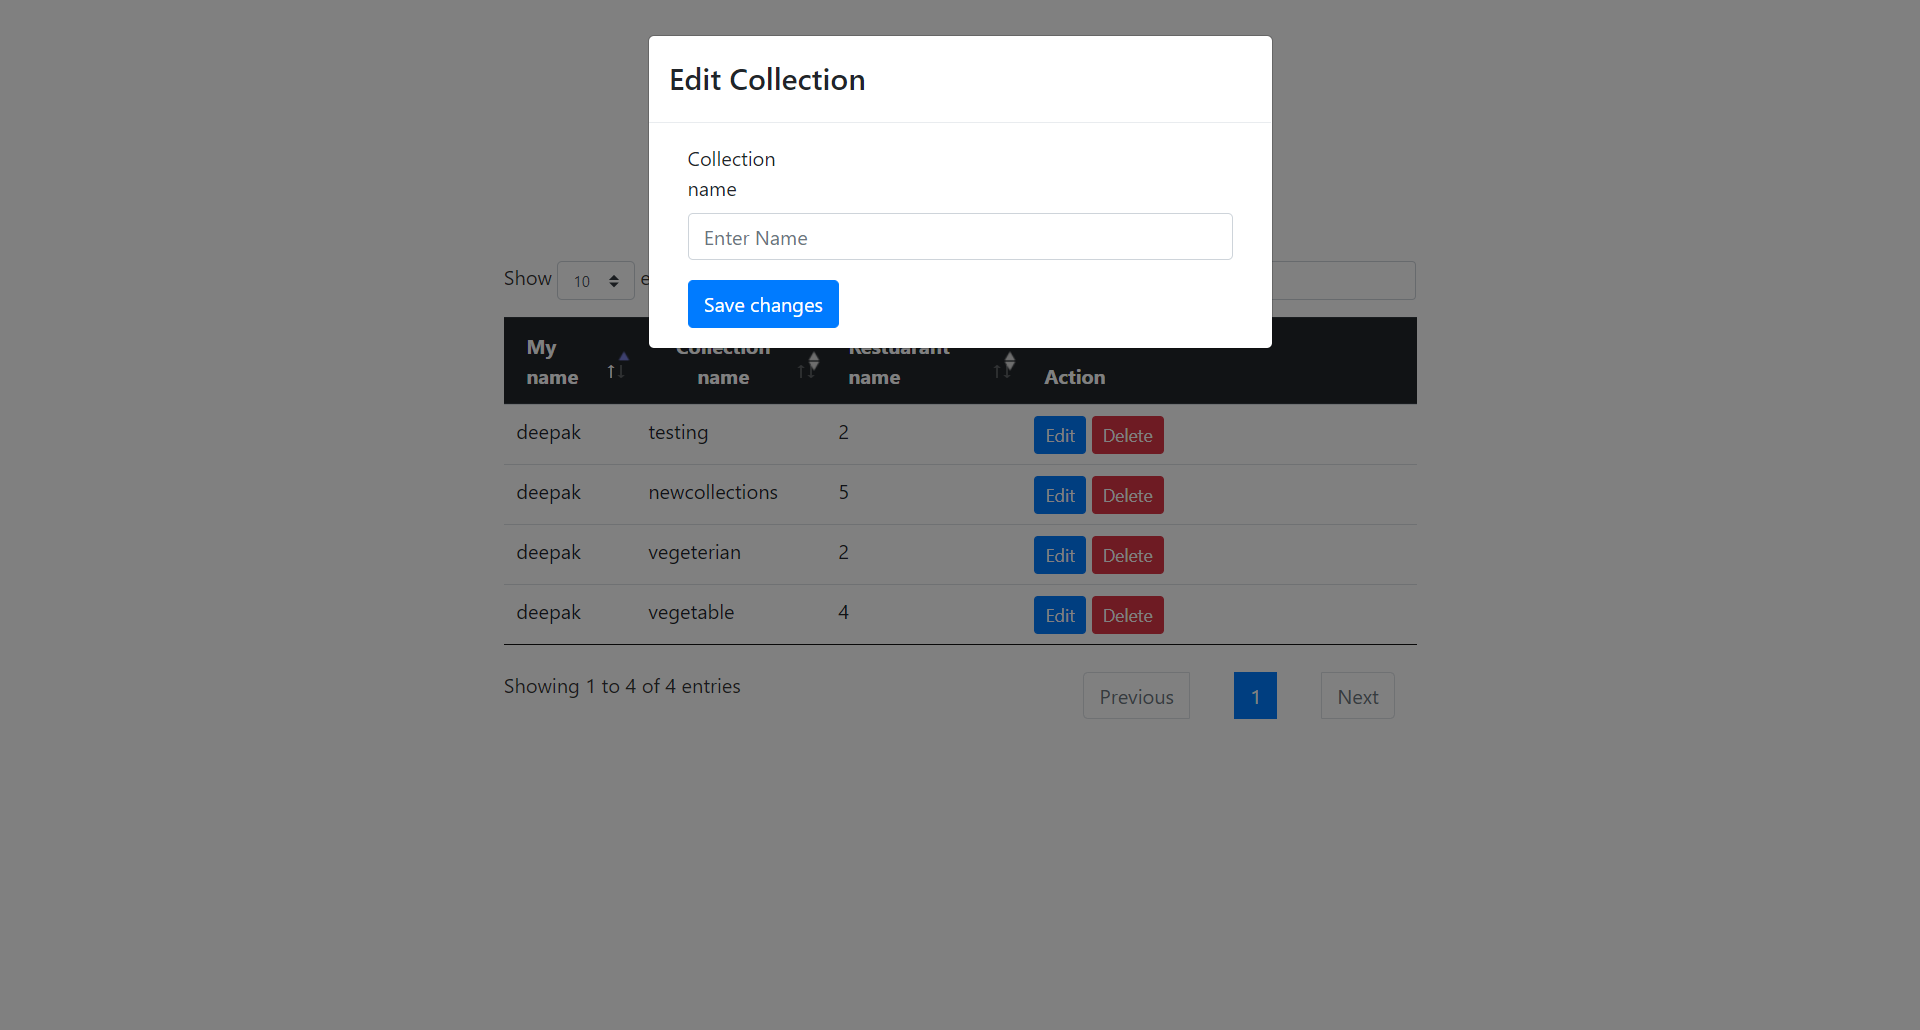 Edit Collection
Collection
name
Enter Name
Save changes
Show 10
My
name
Collection
name
Restuarant
name
Action
deepak testing 2 Edit Delete
deepak newcollections 5 Edit Delete
deepak vegeterian 2 Edit Delete
deepak vegetable 4 Edit Delete
Showing 1 to 4 of 4 entries
Previous 1 Next